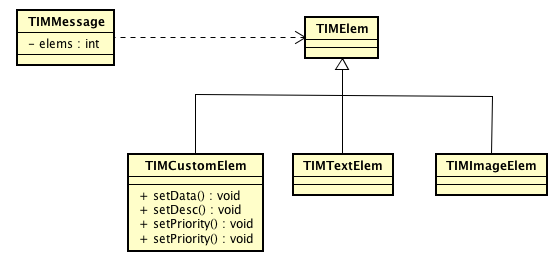 TIMMessage
- elems : int
TIMElem
TIMCustomElem
+ setData() : void
+ setDesc() : void
+ setPriority() : void
+ setPriority() : void
TIMTextElem
TIMImageElem